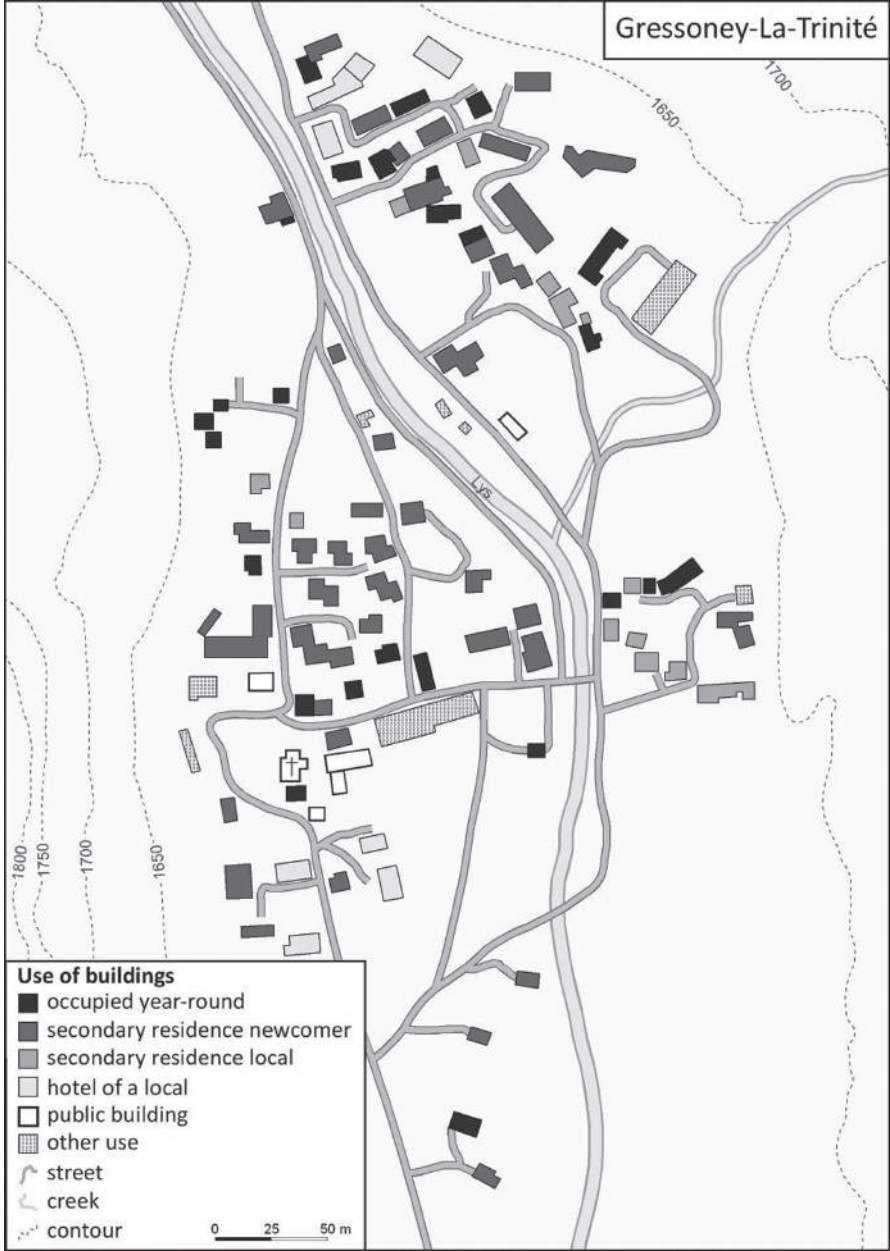 Gressoney-La-Trinité
1700
1650
Lys
1800
1750
1700
1650
Use of buildings
occupied year-round
secondary residence newcomer
secondary residence local
hotel of a local
public building
other use
street
creek
contour
0 25 50 m